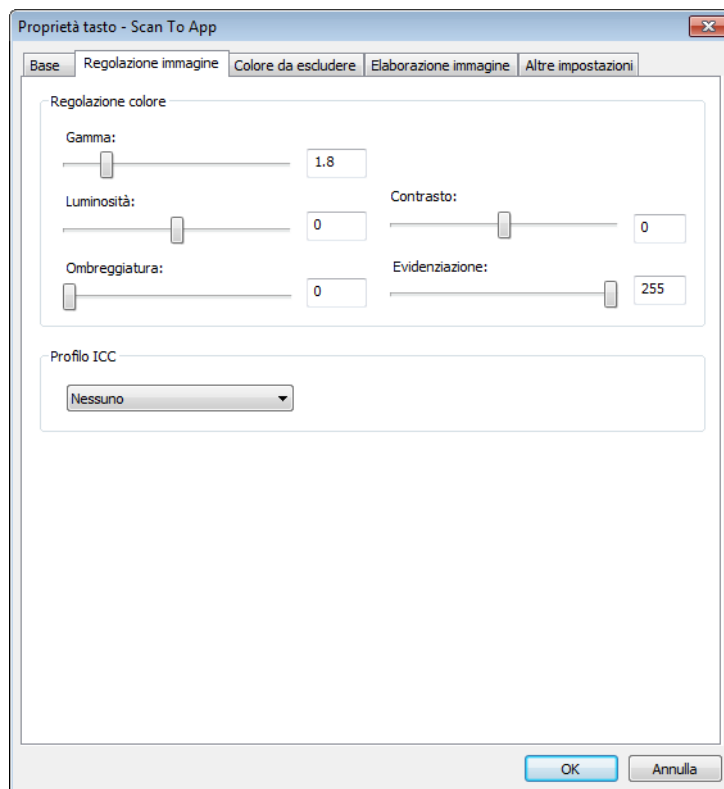 Proprietà tasto - Scan To App
Base Regolazione immagine Colore da escludere Elaborazione immagine Altre impostazioni
Regolazione colore
Gamma:
1.8
Luminosità: Contrasto:
0 0
Ombreggiatura: Evidenziazione:
0 255
Profilo ICC
Nessuno
OK Annulla